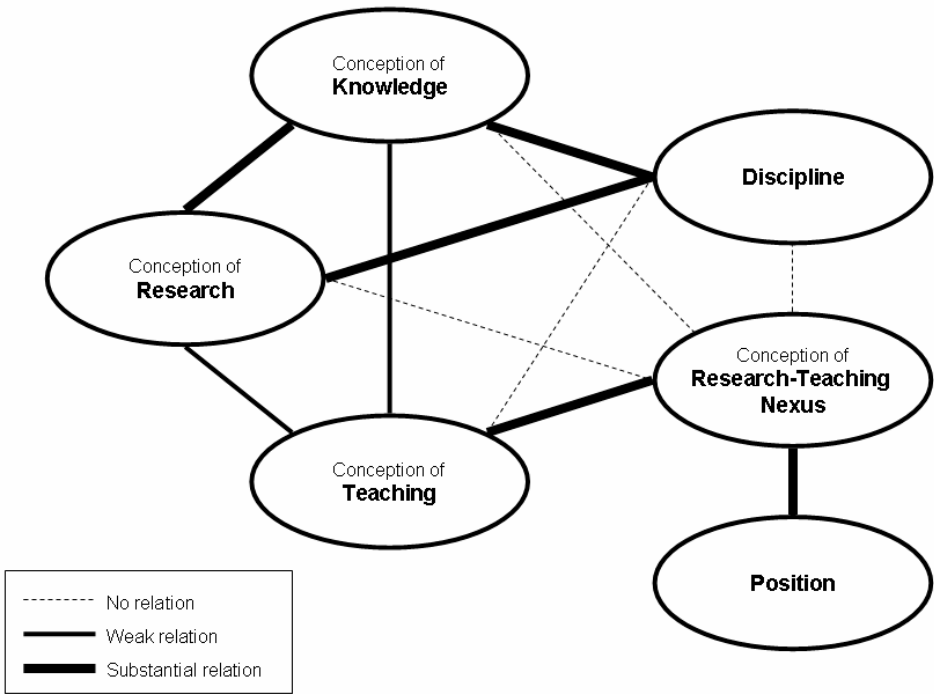 Conception of
Knowledge
Discipline
Conception of
Research
Conception of
Research-Teaching
Nexus
Conception of
Teaching
Position
No relation
Weak relation
Substantial relation